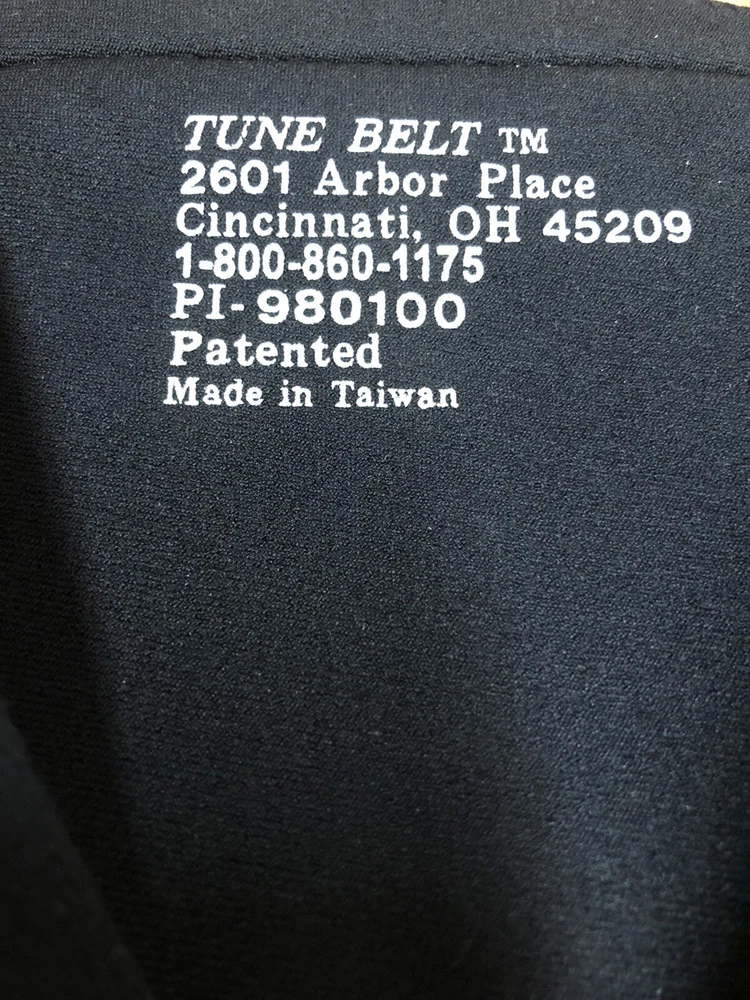 TUNE BELT TM
2601 Arbor Place
Cincinnati, OH 45209
1-800-860-1175
PI-980100
Patented
Made in Taiwan